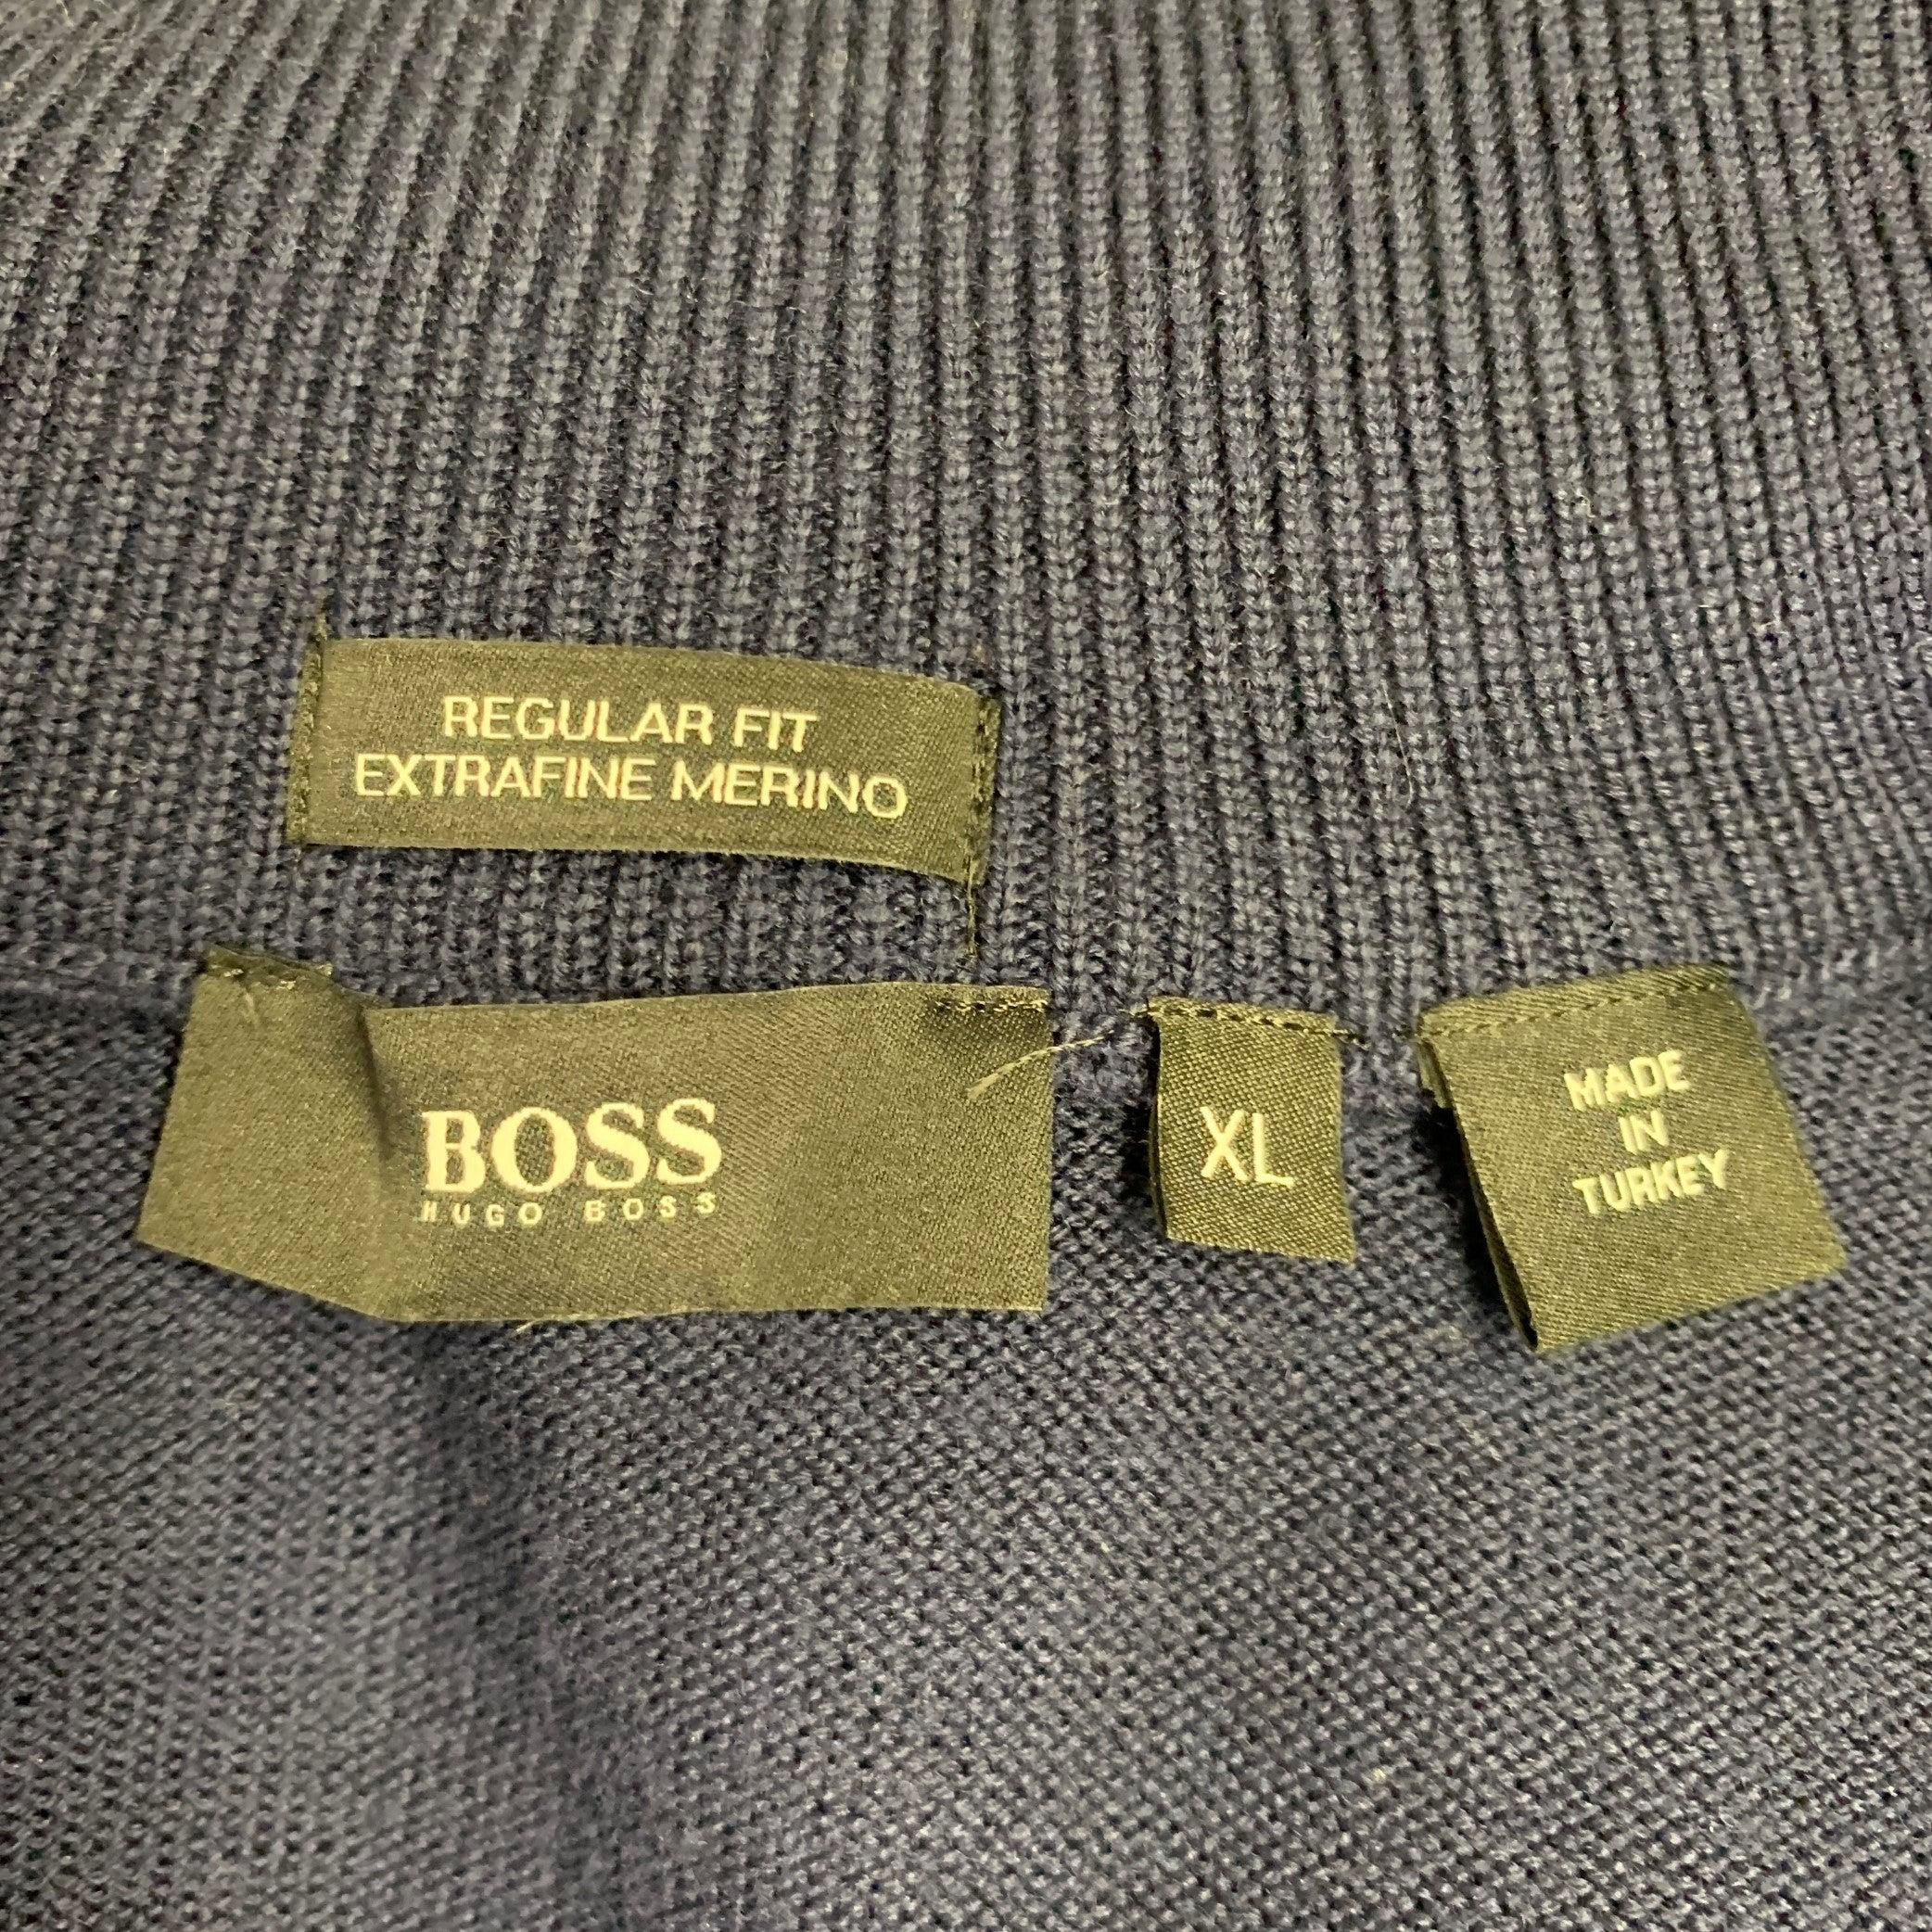 REGULAR FIT
EXTRAFINE MERINO
BOSS
HUGO BOSS
XL
MADE
IN
TURKEY